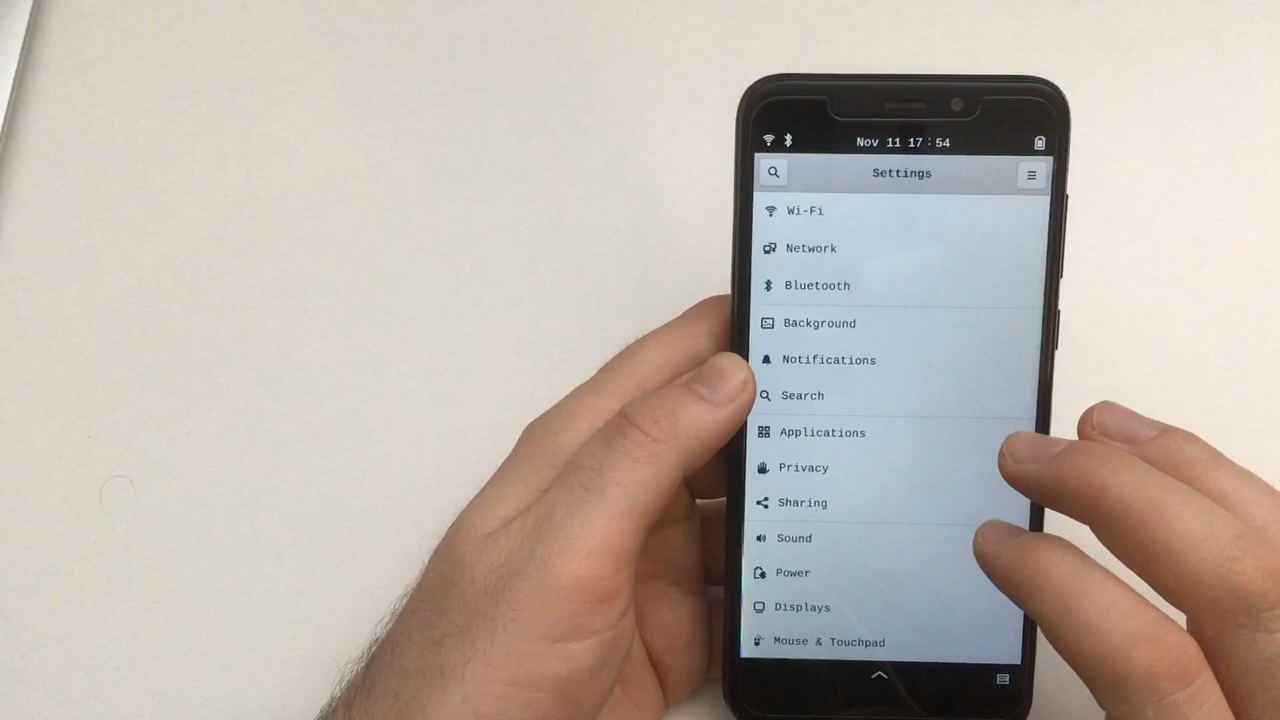 Nov 11 17:54
Settings
Wi-Fi
Network
Bluetooth
Background
Notifications
Search
Applications
Privacy
Sharing
Sound
Power
Displays
Mouse & Touchpad